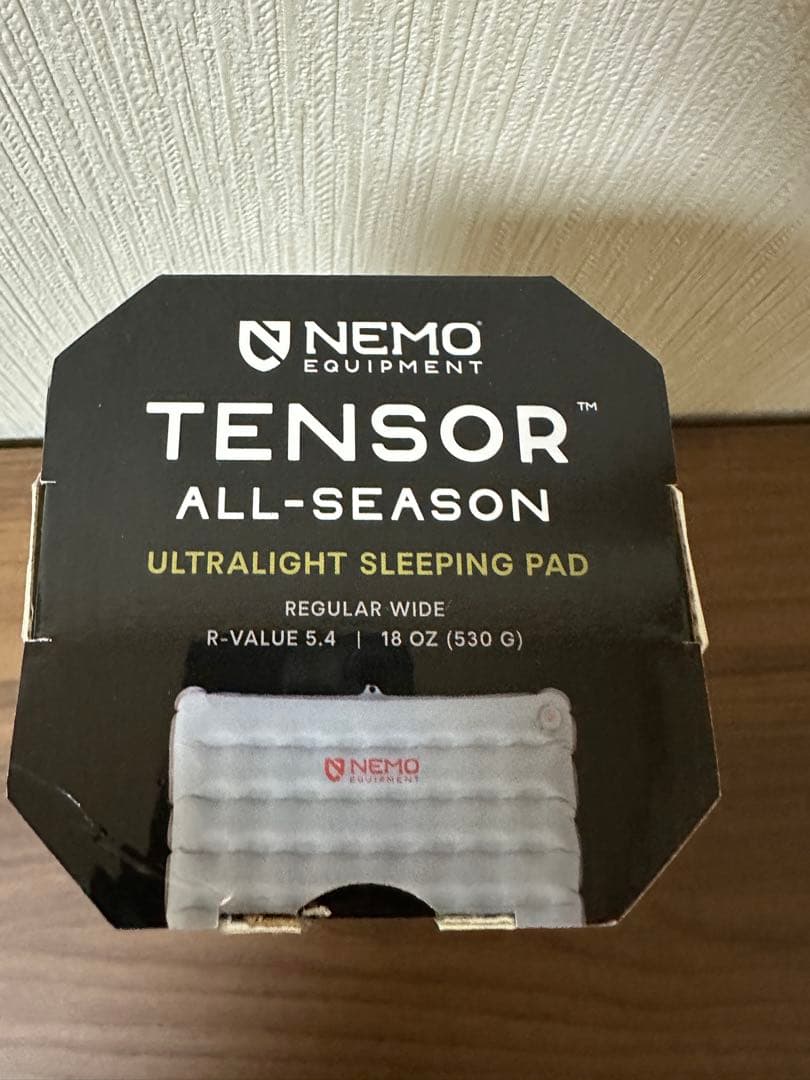 NEMO
EQUIPMENT
TENSOR™
ALL-SEASON
ULTRALIGHT SLEEPING PAD
REGULAR WIDE
R-VALUE 5.4 | 18 OZ (530 G)
NEMO
EQUIPMENT